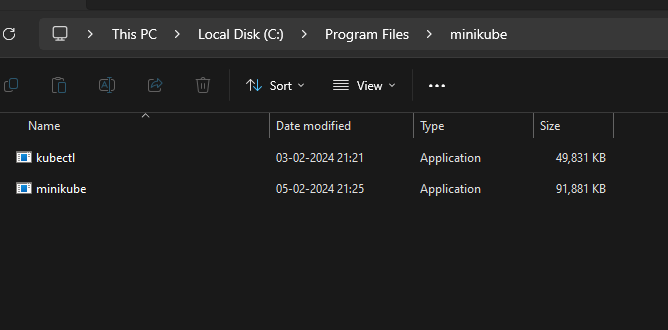 This PC > Local Disk (C:) > Program Files > minikube
Sort View
Name Date modified Type Size
kubectl 03-02-2024 21:21 Application 49,831 KB
minikube 05-02-2024 21:25 Application 91,881 KB